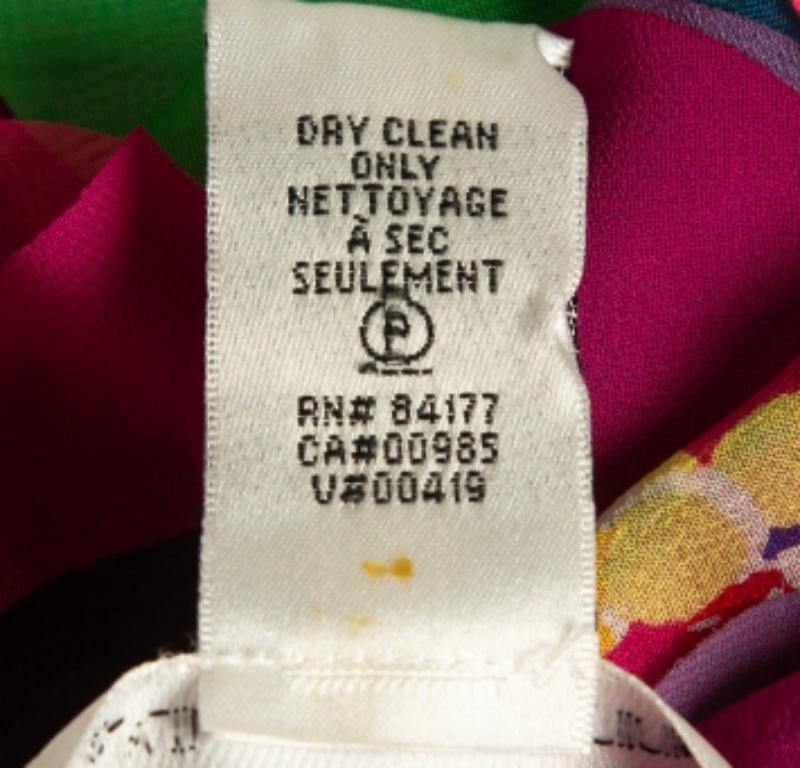 DRY CLEAN
ONLY
NETTOYAGE
À SEC
SEULEMENT
P
RN# 84177
CA#00985
V#00419